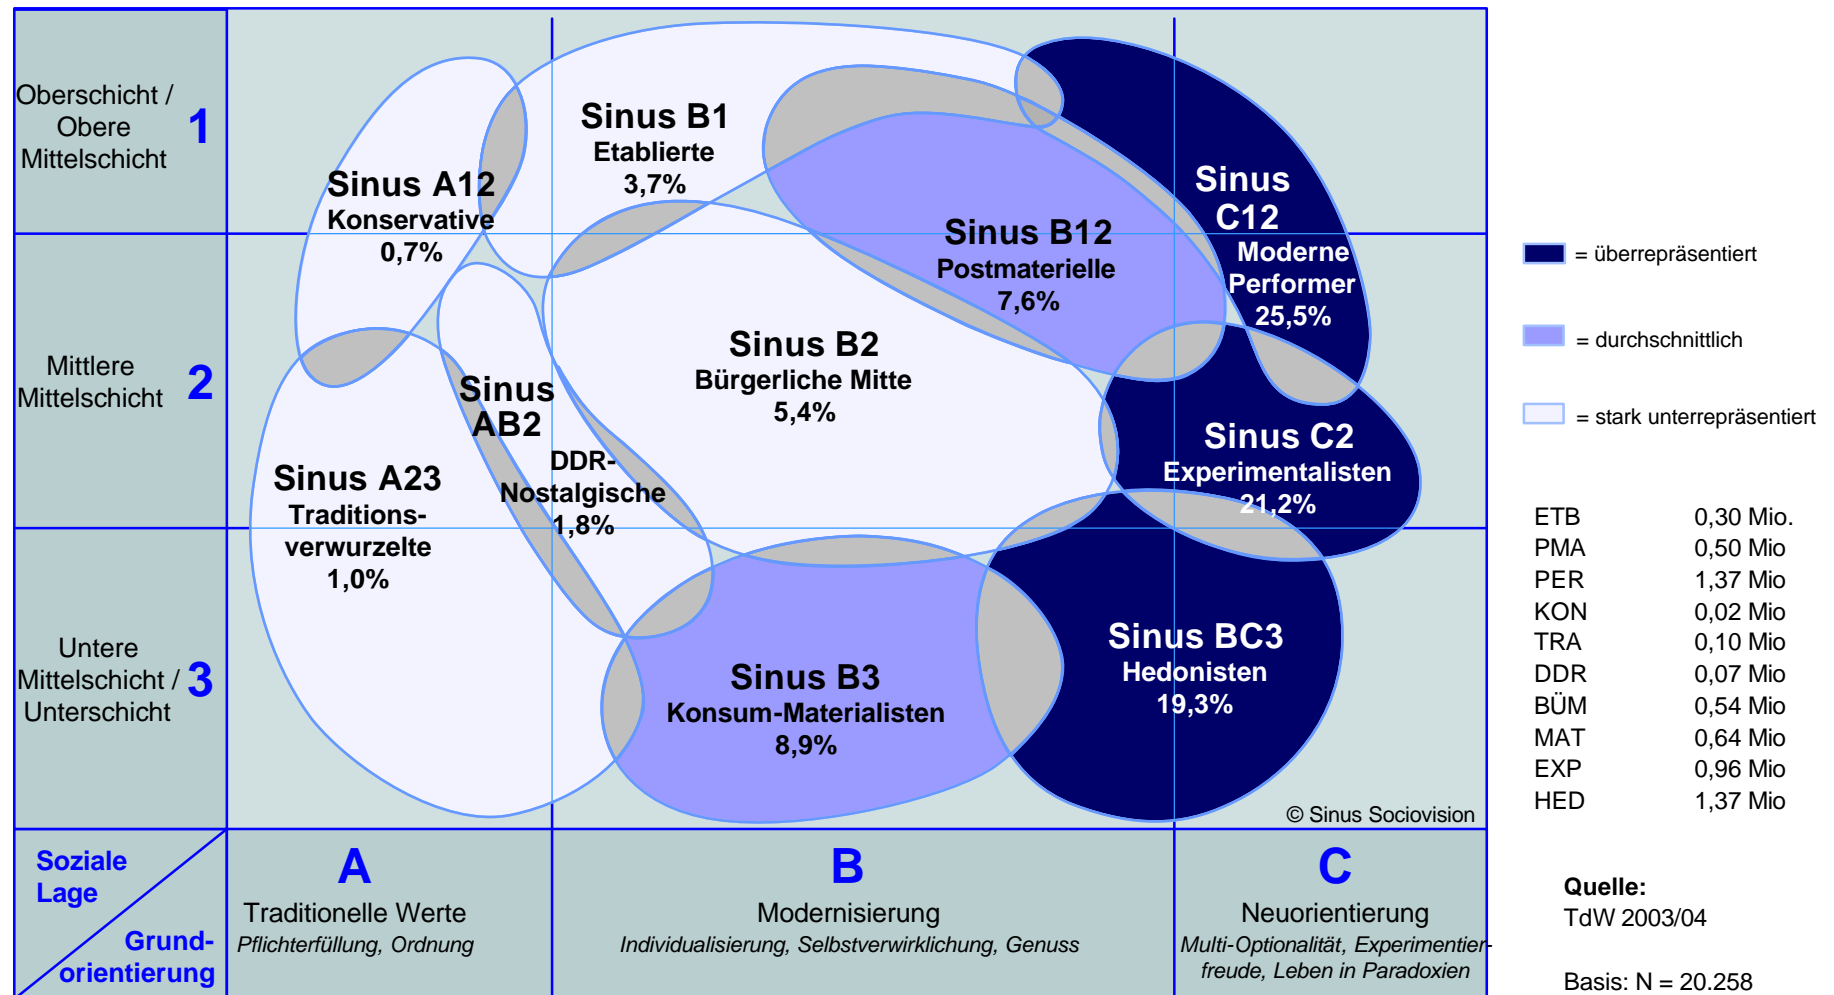 Oberschicht /
Obere
Mittelschicht
1
Mittlere
Mittelschicht
2
Untere
Mittelschicht /
Unterschicht
3
Sinus A12
Konservative
0,7%
Sinus B1
Etablierte
3,7%
Sinus B12
Postmaterielle
7,6%
Sinus
C12
Moderne
Performer
25,5%
Sinus A23
Traditions-
verwurzelte
1,0%
Sinus
AB2
DDR-
Nostalgische
1,8%
Sinus B2
Bürgerliche Mitte
5,4%
Sinus C2
Experimentalisten
21,2%
Sinus B3
Konsum-Materialisten
8,9%
Sinus BC3
Hedonisten
19,3%
© Sinus Sociovision
Soziale
Lage
Grund-
orientierung
A
Traditionelle Werte
Pflichterfüllung, Ordnung
B
Modernisierung
Individualisierung, Selbstverwirklichung, Genuss
C
Neuorientierung
Multi-Optionalität, Experimentier-
freude, Leben in Paradoxien
= überrepräsentiert
= durchschnittlich
= stark unterrepräsentiert
ETB 0,30 Mio.
PMA 0,50 Mio
PER 1,37 Mio
KON 0,02 Mio
TRA 0,10 Mio
DDR 0,07 Mio
BÜM 0,54 Mio
MAT 0,64 Mio
EXP 0,96 Mio
HED 1,37 Mio
Quelle:
TdW 2003/04
Basis: N = 20.258